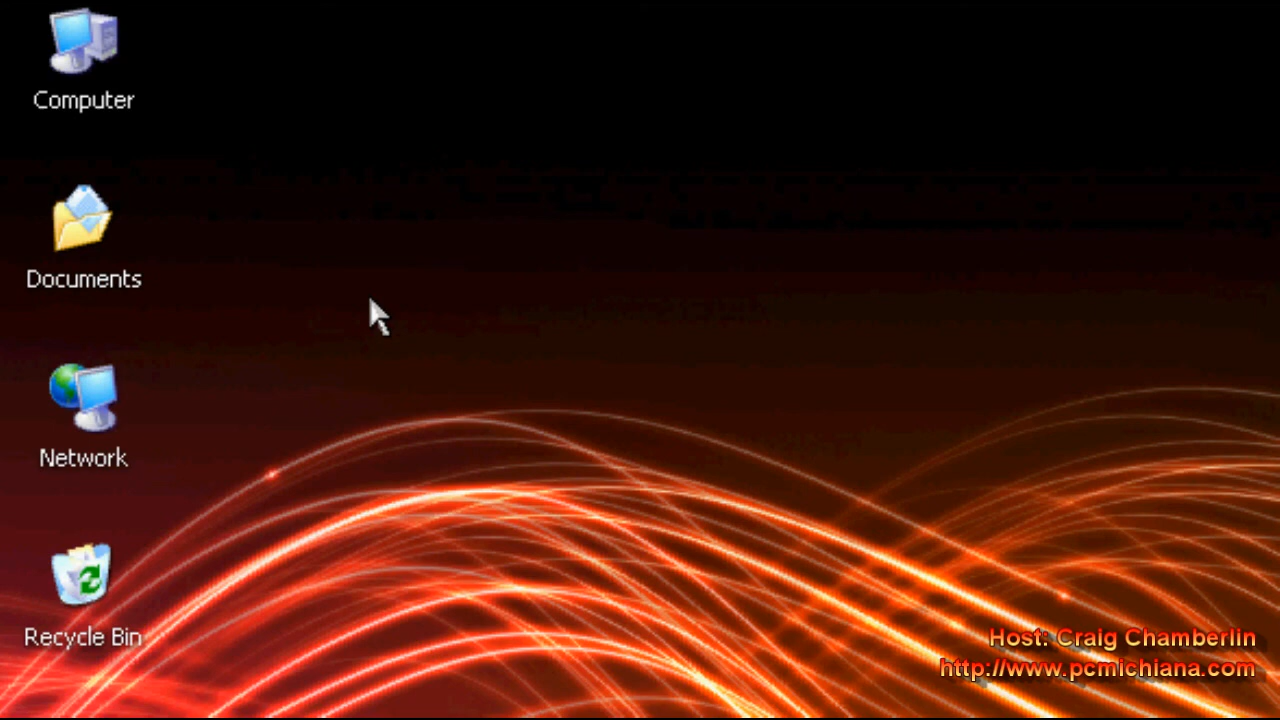 Computer
Documents
Network
Recycle Bin
Host: Craig Chamberlin
http://www.pcmichiana.com